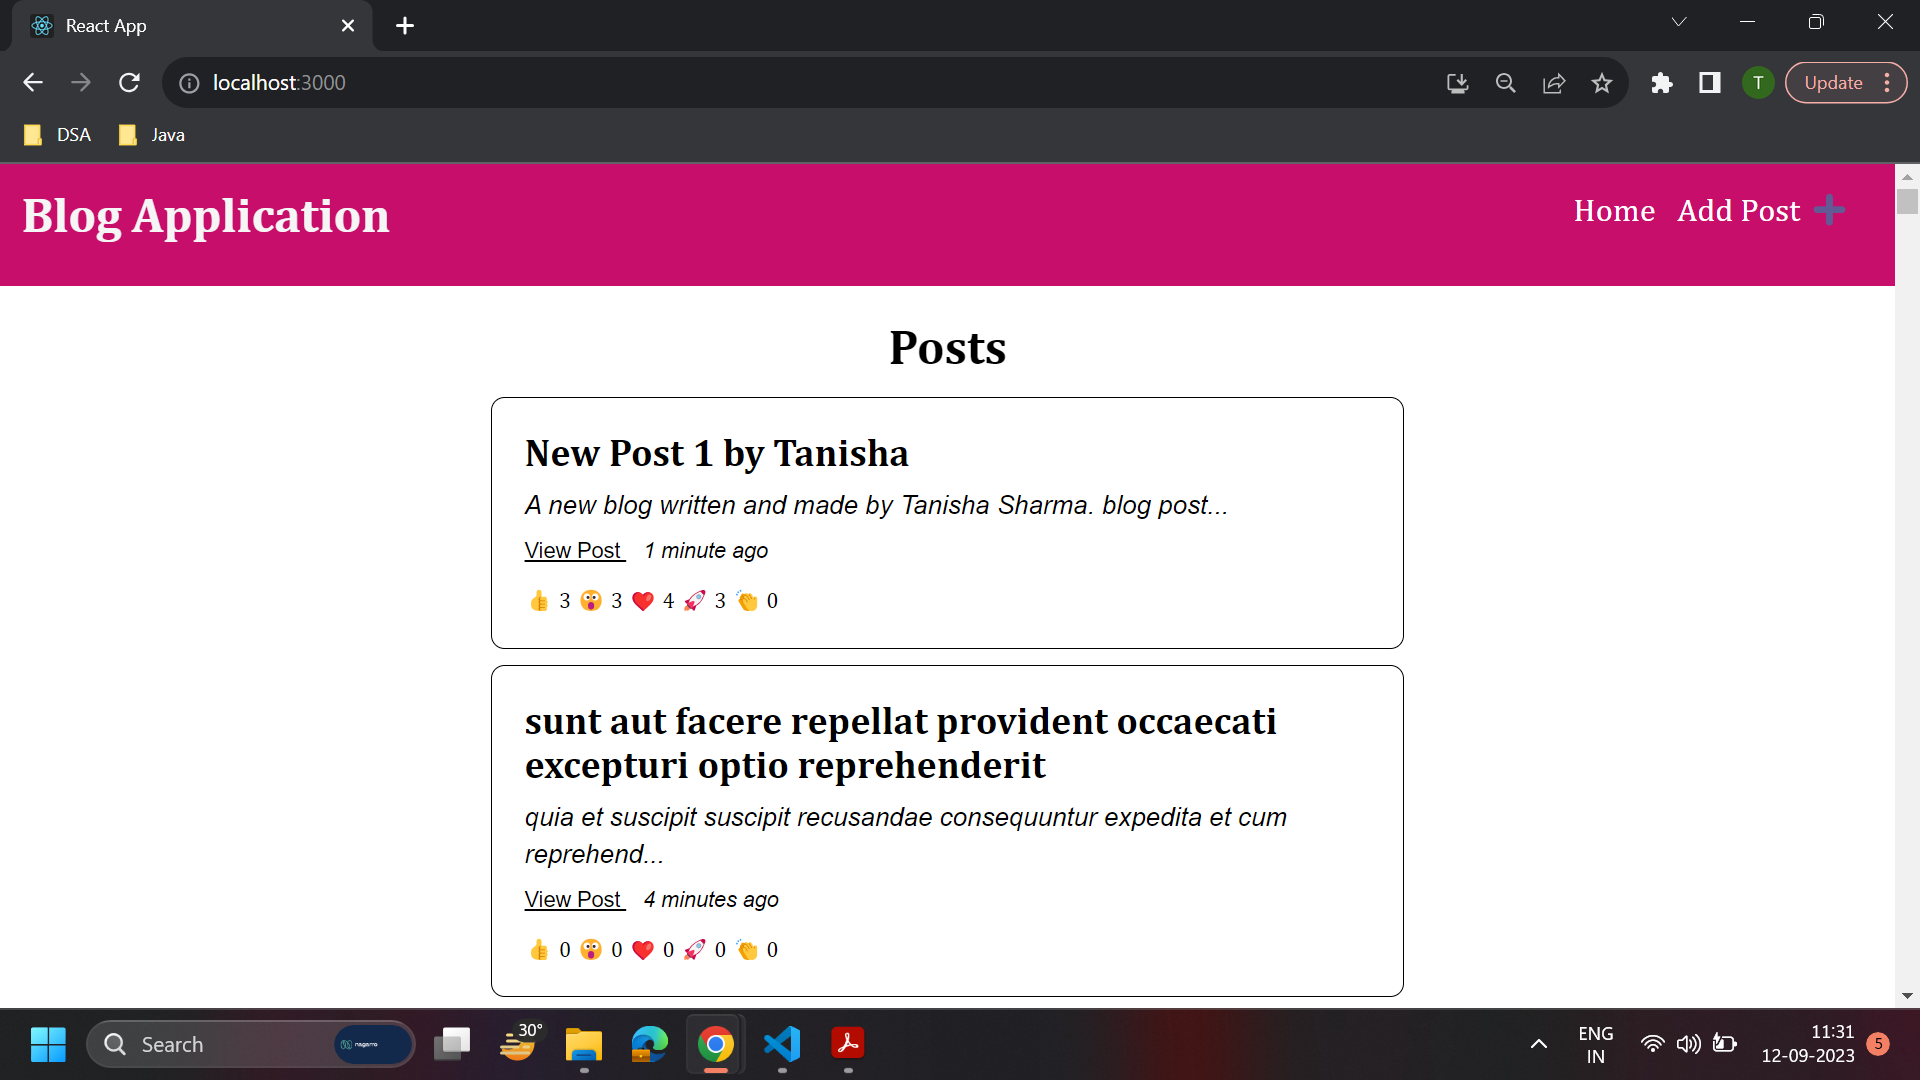 React App
localhost:3000
T
Update
DSA
Java
Blog Application
Home
Add Post
Posts
New Post 1 by Tanisha
A new blog written and made by Tanisha Sharma. blog post...
View Post 1 minute ago
👍 3 😲 3 ❤️ 4 🚀 3 👏 0
sunt aut facere repellat provident occaecati
excepturi optio reprehenderit
quia et suscipit suscipit recusandae consequuntur expedita et cum
reprehend...
View Post 4 minutes ago
👍 0 😲 0 ❤️ 0 🚀 0 👏 0
Search
nagarro
30°
ENG
IN
11:31
12-09-2023
5